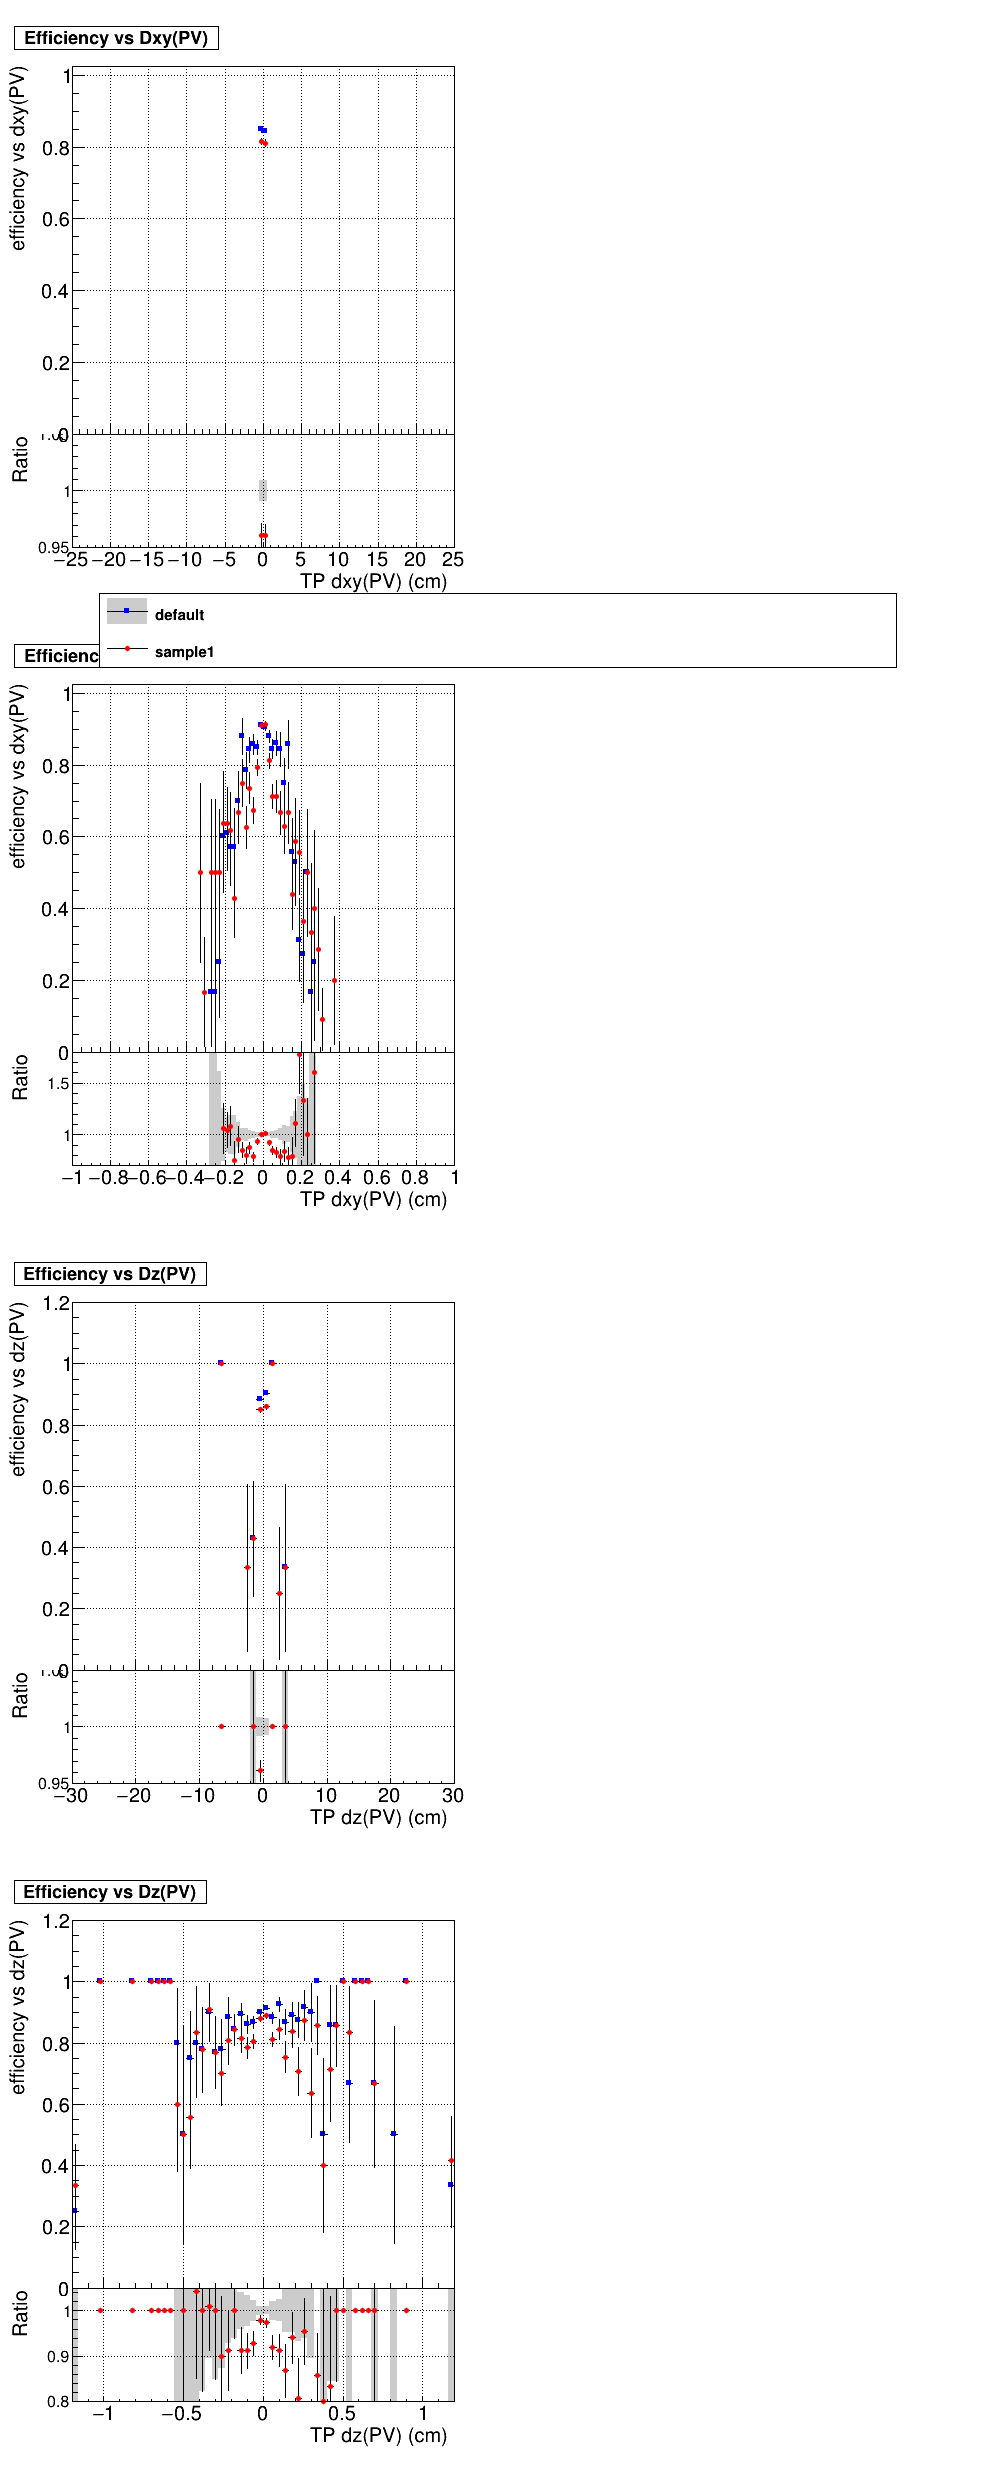 Efficiency vs Dxy(PV)
efficiency vs dxy(PV)
1
0.8
0.6
0.4
0.2
0
Ratio
1
0.95
−25 −20 −15 −10 −5 0 5 10 15 20 25
TP dxy(PV) (cm)
default
sample1
Efficienc
efficiency vs dxy(PV)
1
0.8
0.6
0.4
0.2
0
Ratio
1.5
1
−1 −0.8 −0.6 −0.4 −0.2 0 0.2 0.4 0.6 0.8 1
TP dxy(PV) (cm)
Efficiency vs Dz(PV)
efficiency vs dz(PV)
1.2
1
0.8
0.6
0.4
0.2
0
Ratio
1
0.95
−30 −20 −10 0 10 20 30
TP dz(PV) (cm)
Efficiency vs Dz(PV)
efficiency vs dz(PV)
1.2
1
0.8
0.6
0.4
0.2
0
Ratio
1
0.9
0.8
−1 −0.5 0 0.5 1
TP dz(PV) (cm)